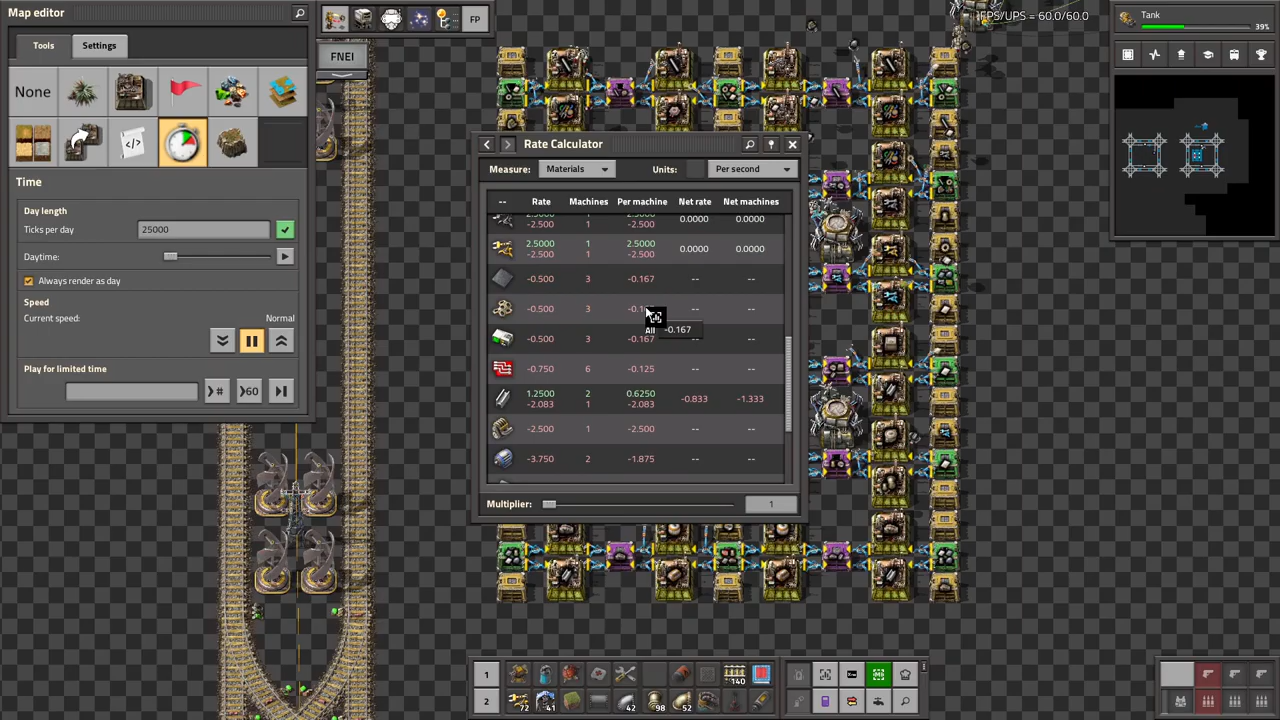 Map editor
FP
FPS/UPS = 60.0/60.0
Tank
39%
Tools
Settings
FNEI
None
Rate Calculator
Measure:
Materials
Units:
Per second
Time
Day length
Ticks per day
25000
Daytime:
Always render as day
Speed
Current speed:
Normal
Play for limited time
--
Rate
Machines
Per machine
Net rate
Net machines
-2.500
1
-2.500
0.0000
0.0000
2.5000
1
2.5000
0.0000
0.0000
-2.500
1
-2.500
-0.500
3
-0.167
--
--
-0.500
3
--
--
All
-0.167
-0.500
3
-0.167
--
--
-0.750
6
-0.125
--
--
1.2500
2
0.6250
-0.833
-1.333
-2.083
1
-2.083
-2.500
1
-2.500
--
--
-3.750
2
-1.875
--
--
Multiplier:
1
1
140
2
72
41
42
98
52